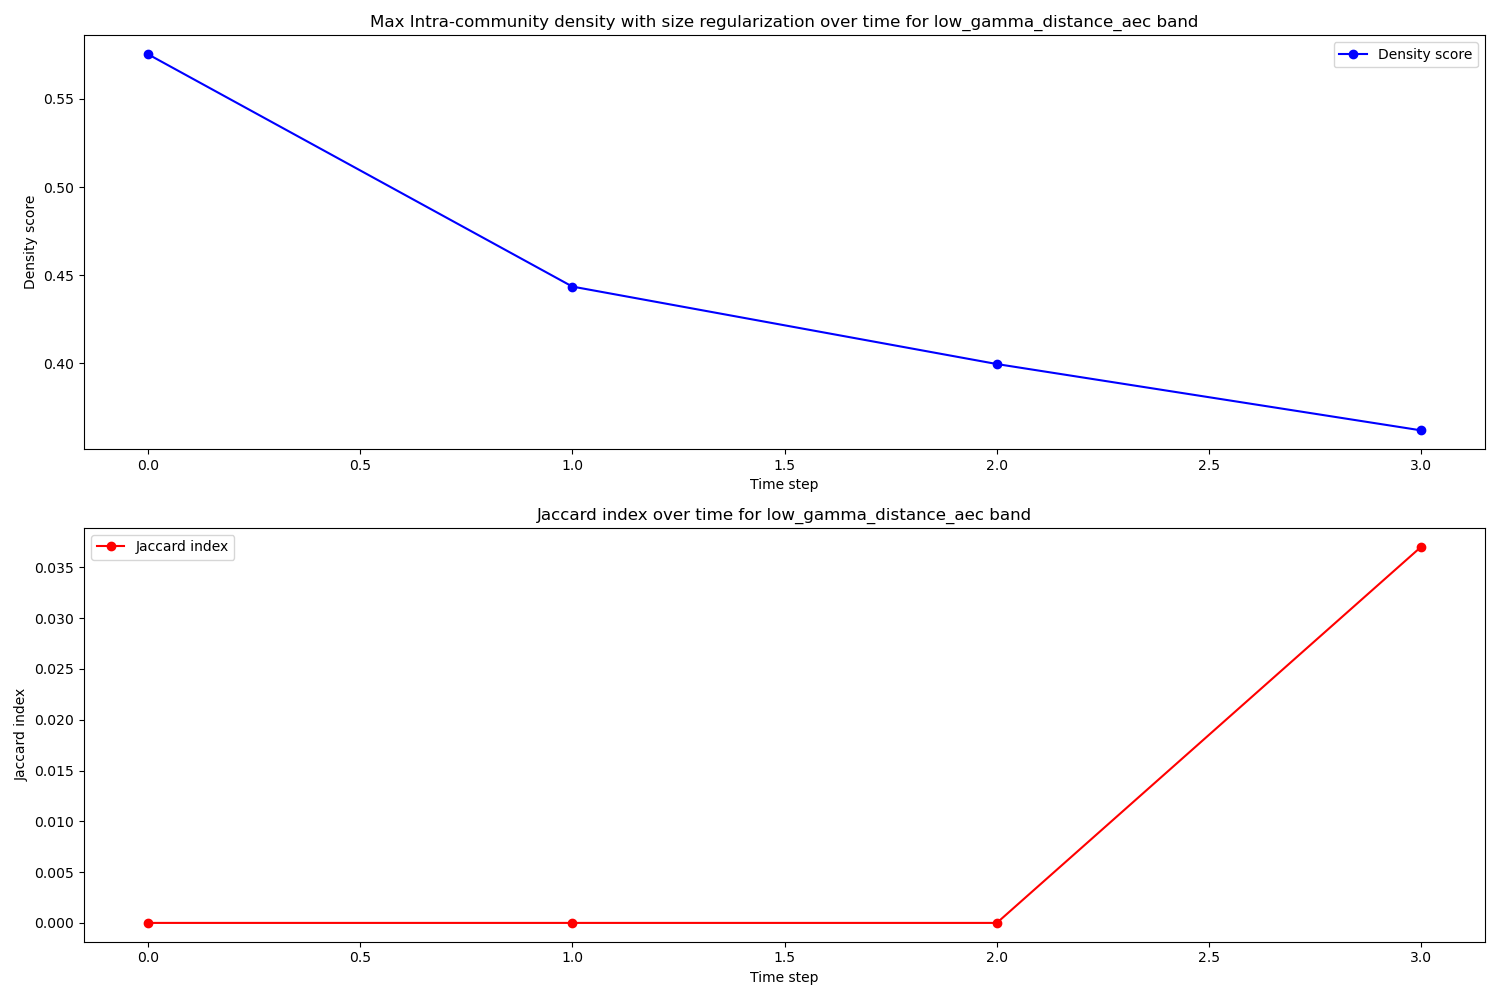 Max Intra-community density with size regularization over time for low_gamma_distance_aec band
Density score
0.55
0.50
0.45
0.40
Density score
0.0 0.5 1.0 1.5 2.0 2.5 3.0
Time step
Jaccard index over time for low_gamma_distance_aec band
Jaccard index
0.035
0.030
0.025
0.020
0.015
0.010
0.005
0.000
Jaccard index
0.0 0.5 1.0 1.5 2.0 2.5 3.0
Time step